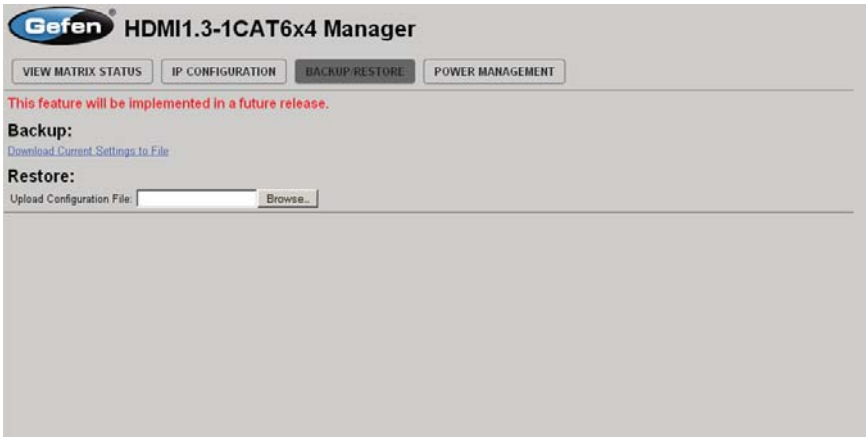 Gefen® HDMI1.3-1CAT6x4 Manager
VIEW MATRIX STATUS IP CONFIGURATION BACKUP/RESTORE POWER MANAGEMENT
This feature will be implemented in a future release.
Backup:
Download Current Settings to File
Restore:
Upload Configuration File: Browse..